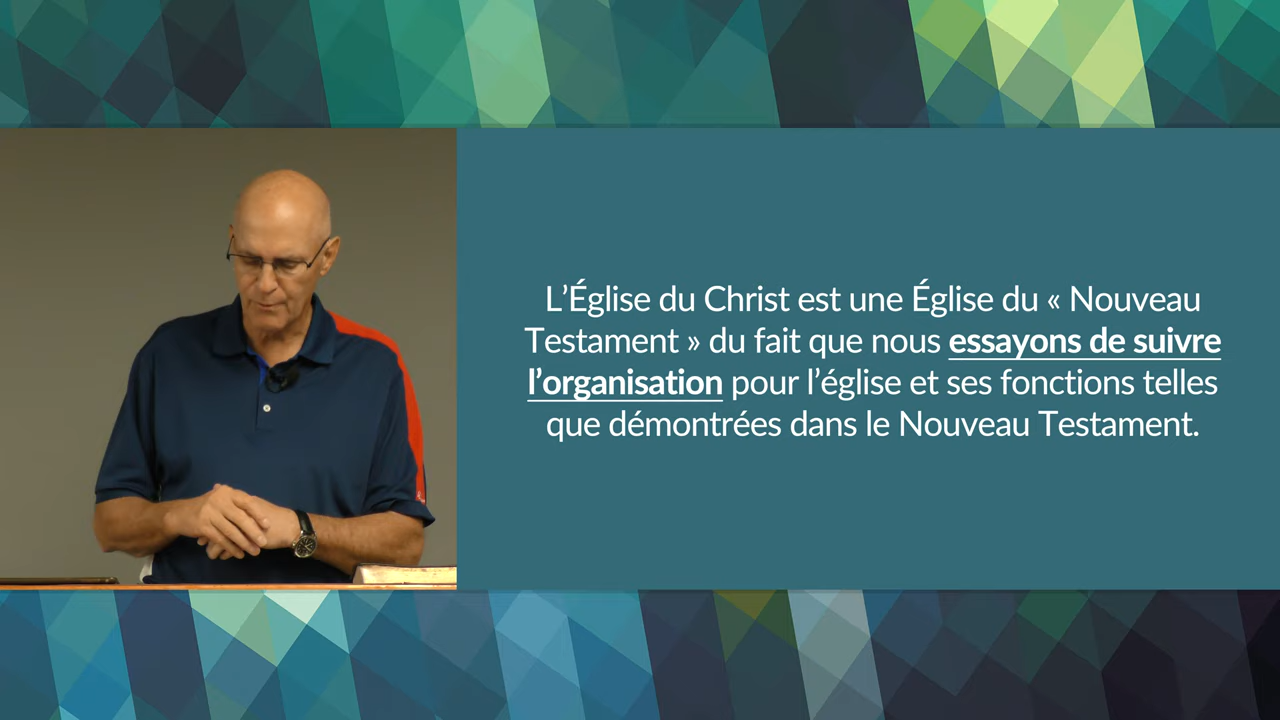 L’Église du Christ est une Église du « Nouveau
Testament » du fait que nous essayons de suivre
l’organisation pour l’église et ses fonctions telles
que démontrées dans le Nouveau Testament.